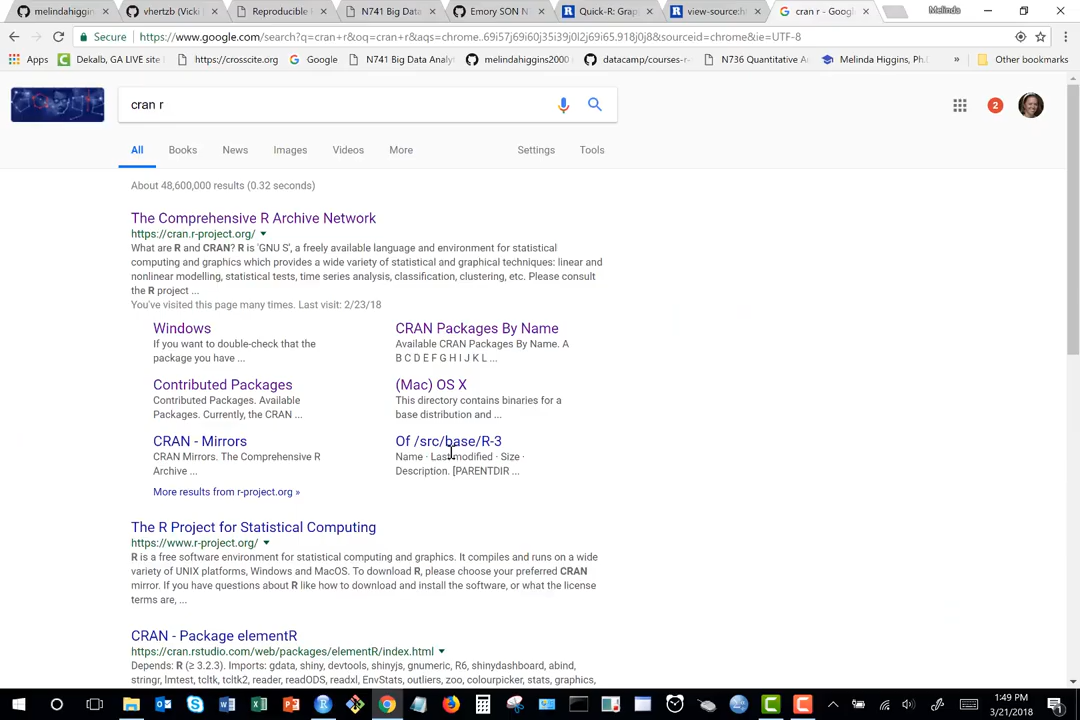 melindahiggin
vhertzb (Vicki
Reproducible
N741 Big Data
Emory SON N
Quick-R: Grap
view-source:h
cran r - Googl
Melinda
Secure
https://www.google.com/search?q=cran+r&oq=cran+r&aqs=chrome..69i57j69i60j35i39j0l2j69i65.918j0j8&sourceid=chrome&ie=UTF-8
Apps
Dekalb, GA LIVE site
https://crosscite.org
Google
N741 Big Data Analy
melindahiggins2000
datacamp/courses-r-
N736 Quantitative A
Melinda Higgins, Ph.
»
Other bookmarks
cran r
2
All
Books
News
Images
Videos
More
Settings
Tools
About 48,600,000 results (0.32 seconds)
The Comprehensive R Archive Network
https://cran.r-project.org/
What are R and CRAN? R is 'GNU S', a freely available language and environment for statistical
computing and graphics which provides a wide variety of statistical and graphical techniques: linear and
nonlinear modelling, statistical tests, time series analysis, classification, clustering, etc. Please consult
the R project ...
You've visited this page many times. Last visit: 2/23/18
Windows
If you want to double-check that the
package you have ...
CRAN Packages By Name
Available CRAN Packages By Name. A
B C D E F G H I J K L ...
Contributed Packages
Contributed Packages. Available
Packages. Currently, the CRAN ...
(Mac) OS X
This directory contains binaries for a
base distribution and ...
CRAN - Mirrors
CRAN Mirrors. The Comprehensive R
Archive ...
Of /src/base/R-3
Name · Last modified · Size ·
Description. [PARENTDIR ...
More results from r-project.org »
The R Project for Statistical Computing
https://www.r-project.org/
R is a free software environment for statistical computing and graphics. It compiles and runs on a wide
variety of UNIX platforms, Windows and MacOS. To download R, please choose your preferred CRAN
mirror. If you have questions about R like how to download and install the software, or what the license
terms are, ...
CRAN - Package elementR
https://cran.rstudio.com/web/packages/elementR/index.html
Depends: R (≥ 3.2.3). Imports: gdata, shiny, devtools, shinyjs, gnumeric, R6, shinydashboard, abind,
stringr, lmtest, tcltk, tcltk2, reader, readODS, readxl, EnvStats, outliers, zoo, colourpicker, stats, graphics,
1:49 PM
3/21/2018